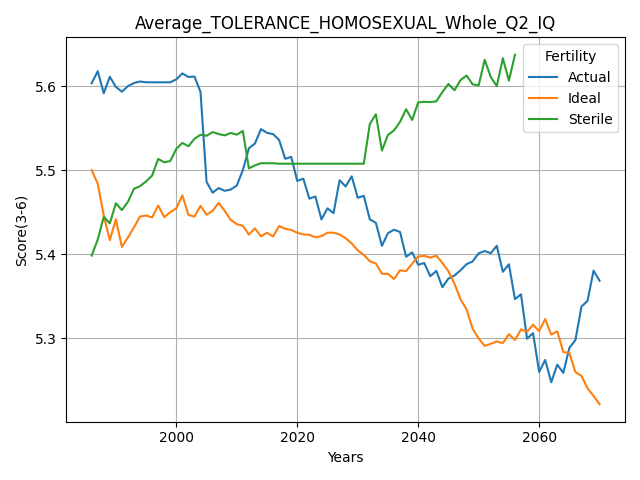 Average_TOLERANCE_HOMOSEXUAL_Whole_Q2_IQ
Fertility
Actual
Ideal
Sterile
Score(3-6)
5.6
5.5
5.4
5.3
2000
2020
2040
2060
Years